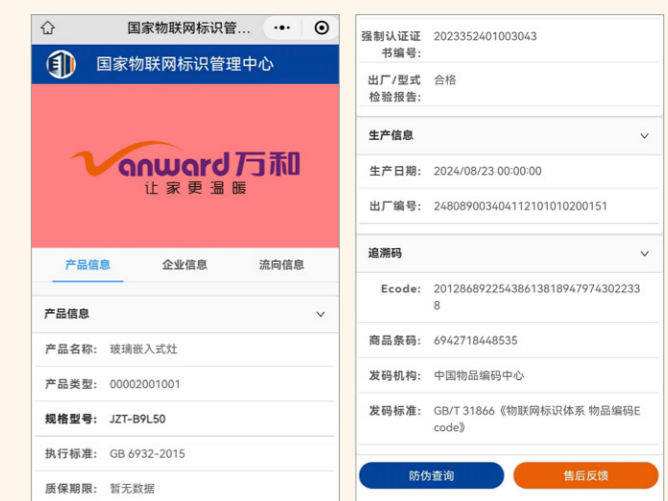 国家物联网标识管...
国家物联网标识管理中心
Vanward万和
让家更温暖
产品信息 企业信息 流向信息
产品信息
产品名称: 玻璃嵌入式灶
产品类型: 00002001001
规格型号: JZT-B9L50
执行标准: GB 6932-2015
质保期限: 暂无数据
强制认证证 2023352401003043
书编号:
出厂/型式 合格
检验报告:
生产信息
生产日期: 2024/08/23 00:00:00
出厂编号: 248089003404112101010200151
追溯码
Ecode: 201286892254386138189479743022​33
8
商品条码: 6942718448535
发码机构: 中国物品编码中心
发码标准: GB/T 31866《物联网标识体系 物品编码E
code》
防伪查询 售后反馈